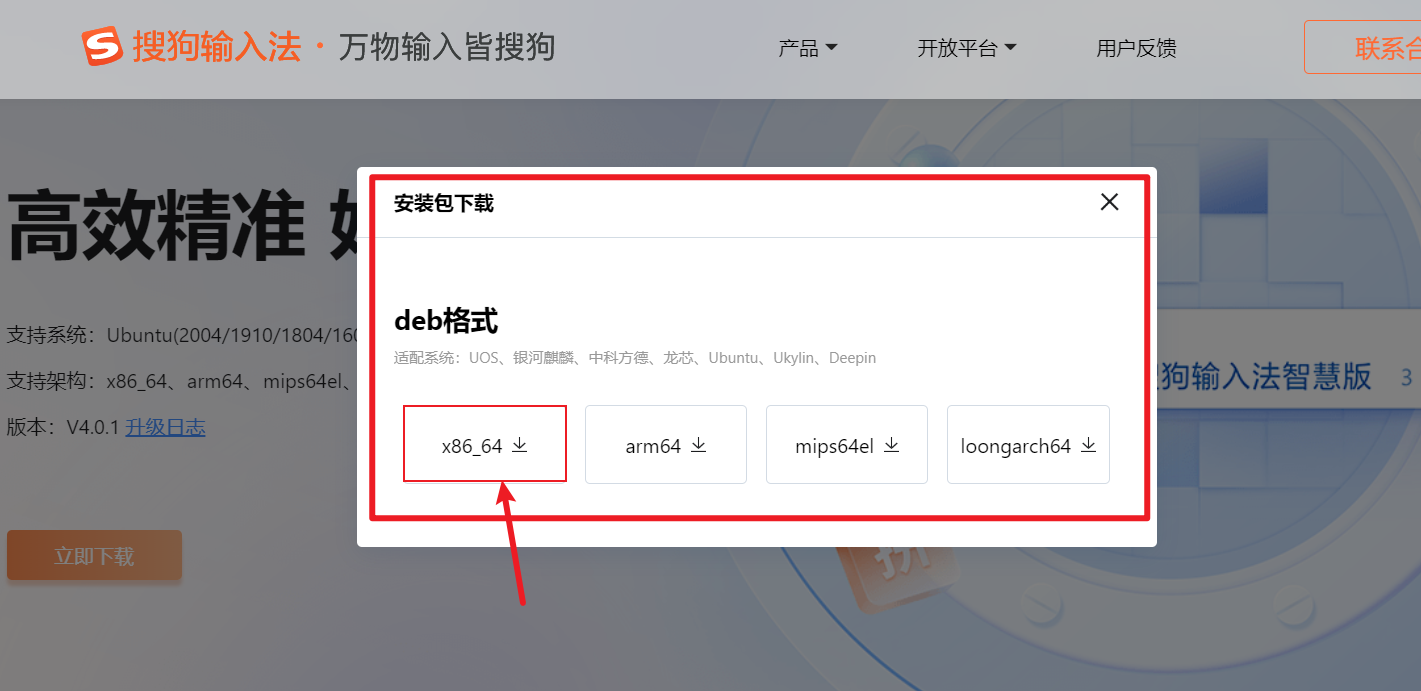 搜狗输入法 · 万物输入皆搜狗
产品
开放平台
用户反馈
联系合
高效精准
安装包下载
deb格式
适配系统：UOS、银河麒麟、中科方德、龙芯、Ubuntu、Ukylin、Deepin
x86_64
arm64
mips64el
loongarch64
支持系统：Ubuntu(2004/1910/1804/160
支持架构：x86_64、arm64、mips64el、
版本：V4.0.1 升级日志
立即下载
狗输入法智慧版 3
拼